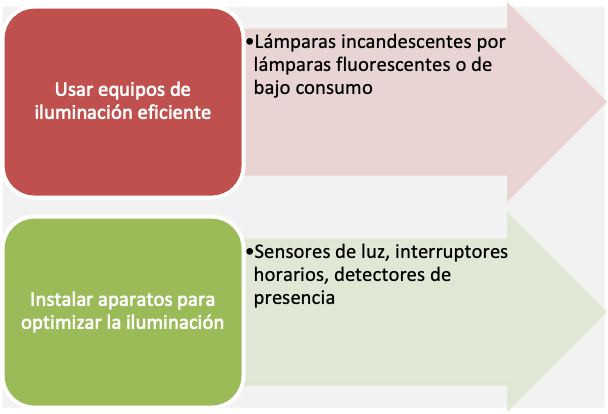 Usar equipos de
iluminación eficiente
•Lámparas incandescentes por
lámparas fluorescentes o de
bajo consumo
Instalar aparatos para
optimizar la iluminación
•Sensores de luz, interruptores
horarios, detectores de
presencia